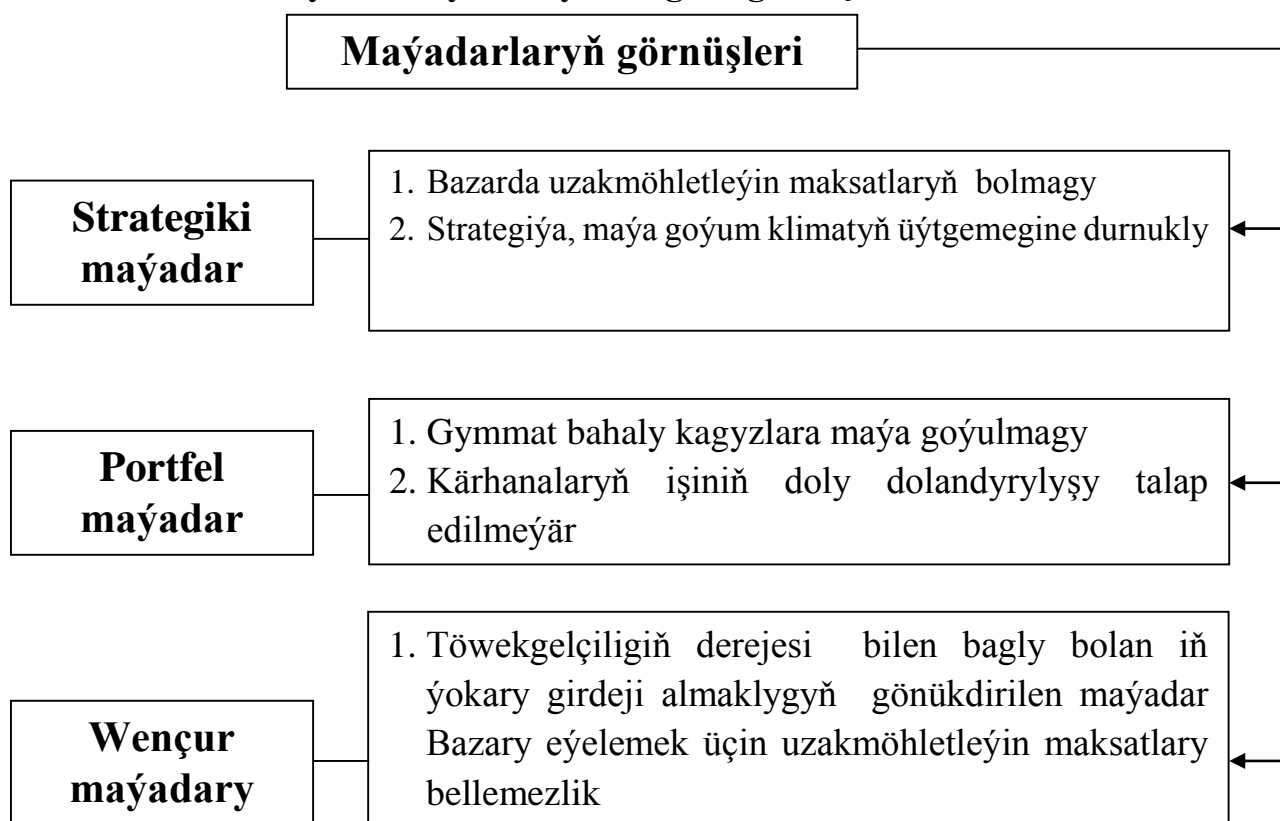 Maýadarlaryň görnüşleri
Strategiki
maýadar
1. Bazarda uzakmöhletleýin maksatlaryň bolmagy
2. Strategiýa, maýa goýum klimatyň üýtgemegine durnukly
Portfel
maýadar
1. Gymmat bahaly kagyzlara maýa goýulmagy
2. Kärhanalaryň işiniň doly dolandyrylyşy talap
edilmeýär
Wençur
maýadary
1. Töwekgelçiligiň derejesi bilen bagly bolan iň
ýokary girdeji almaklygyň gönükdirilen maýadar
Bazary eýelemek üçin uzakmöhletleýin maksatlary
bellemezlik